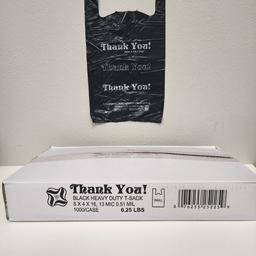 Thank You!
Thank You!
Thank You!
Thank You!
BLACK HEAVY DUTY T-SACK
8 X 4 X 16, 13 MIC 0.51 MIL
1000/CASE 6.25 LBS
SMALL